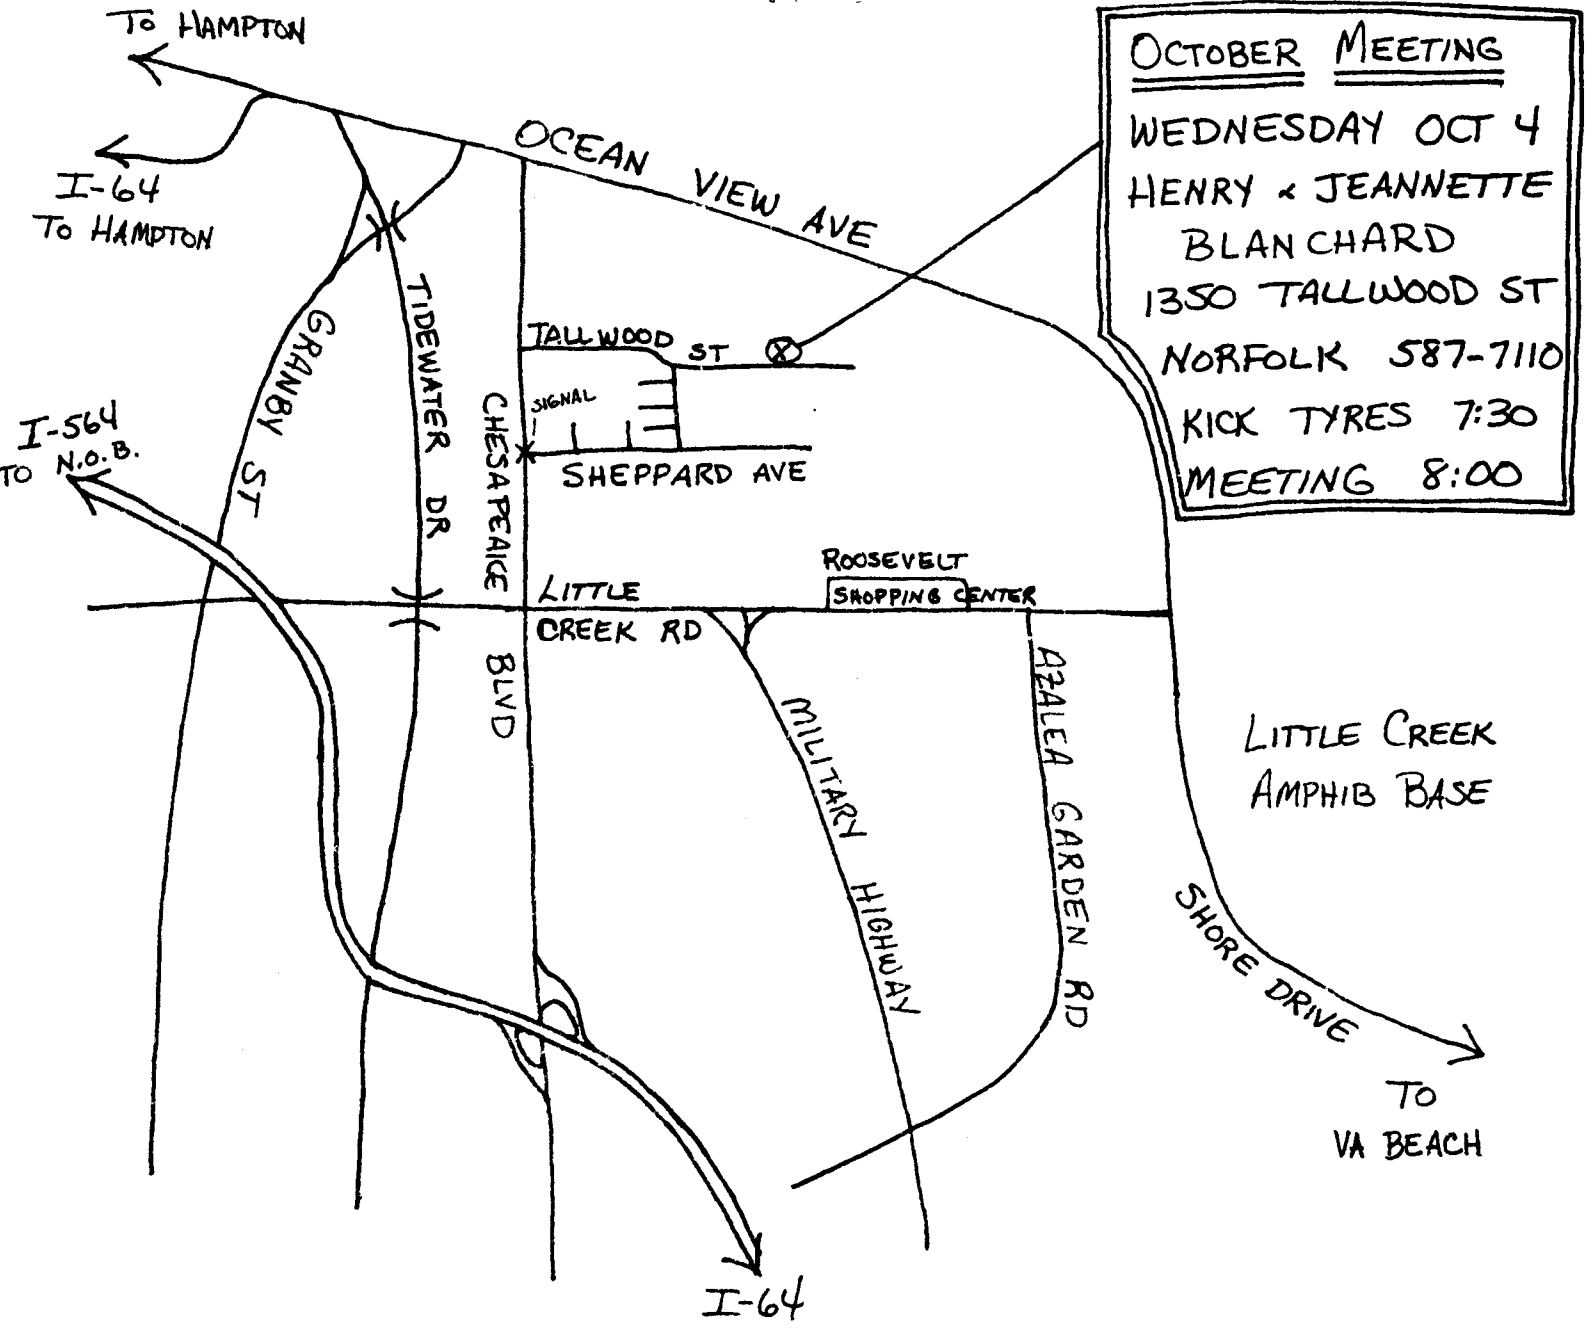 To HAMPTON
I-64
To HAMPTON
OCEAN VIEW AVE
OCTOBER MEETING
WEDNESDAY OCT 4
HENRY & JEANNETTE
BLANCHARD
1350 TALLWOOD ST
NORFOLK 587-7110
KICK TYRES 7:30
MEETING 8:00
TALLWOOD ST
SIGNAL
SHEPPARD AVE
GRANBY ST
TIDEWATER DR
CHESAPEAKE BLVD
I-564
TO N.O.B.
LITTLE
CREEK RD
ROOSEVELT
SHOPPING CENTER
MILITARY HIGHWAY
AZALEA GARDEN RD
LITTLE CREEK
AMPHIB BASE
SHORE DRIVE
TO
VA BEACH
I-64